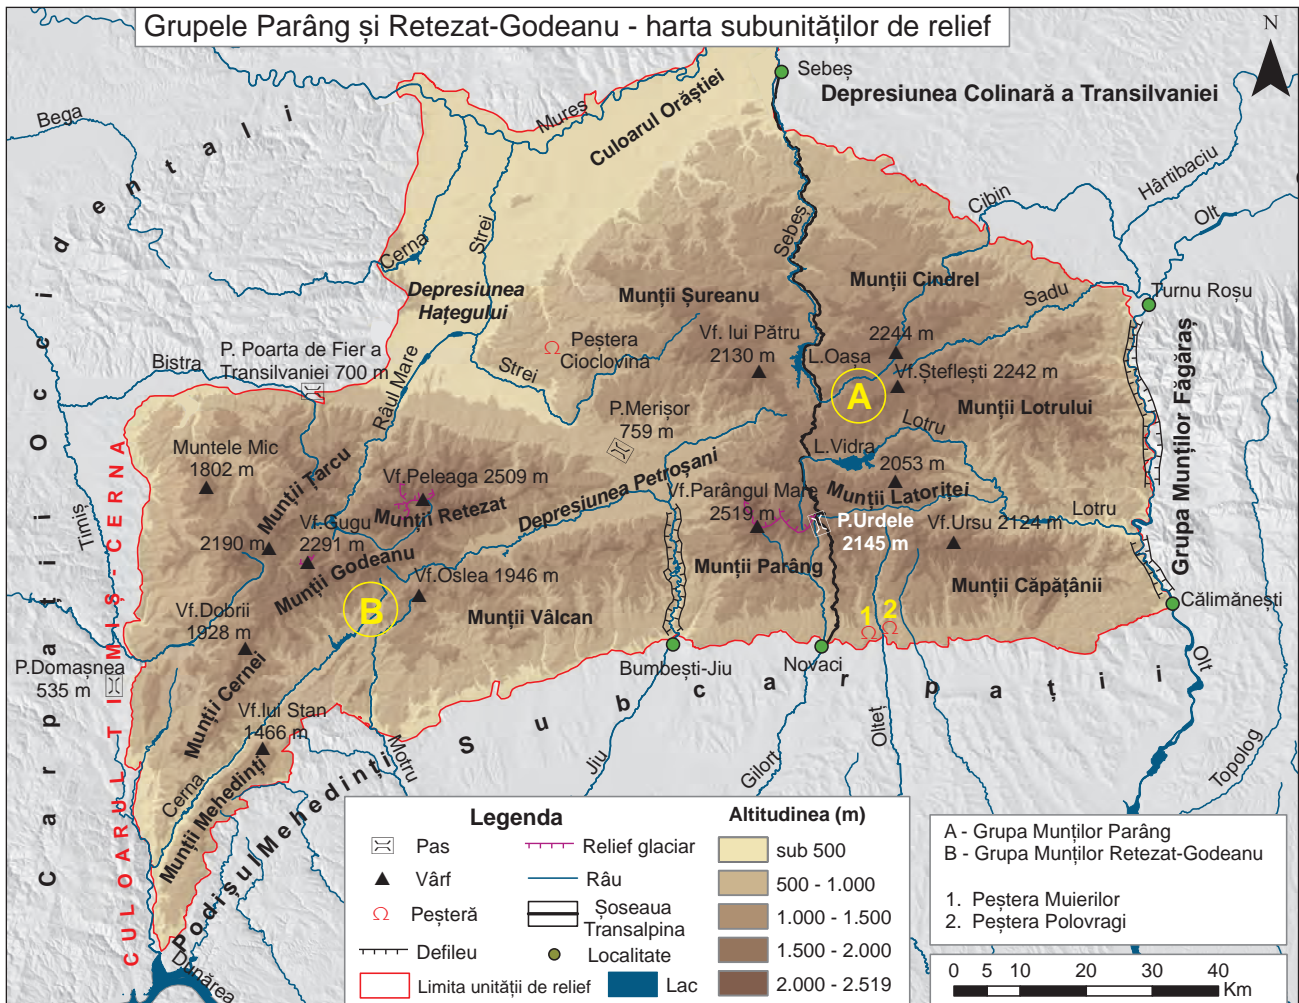 Grupele Parâng și Retezat-Godeanu - harta subunităților de relief
N
Sebeș
Depresiunea Colinară a Transilvaniei
Bega
Mureș
Culoarul Orăștiei
Hârtibaciu
Cibin
Olt
Strei
Sebeș
Cerna
Depresiunea
Hațegului
Munții Șureanu
Munții Cindrel
Sadu
Turnu Roșu
Vf. lui Pătru
2130 m
2244 m
Peștera
Cioclovina
L.Oașa
Bistra
P. Poarta de Fier a
Transilvaniei 700 m
Râul Mare
Strei
Vf.Ștefleși 2242 m
A
Munții Lotrului
P.Merișor
759 m
Lotru
Grupa Munților Făgăraș
Muntele Mic
1802 m
Munții Țarcu
L.Vidra
2053 m
Depresiunea Petroșani
Vf.Peleaga 2509 m
Munții Retezat
Vf.Parângul Mare
2519 m
Munții Latoriței
Lotru
Timiș
Vf.Gugu
2291 m
2190 m
P.Urdele
2145 m
Vf.Ursu 2124 m
Munții Godeanu
Vf.Oslea 1946 m
Munții Parâng
Munții Căpățânii
B
Vf.Dobrii
1928 m
Munții Vâlcan
1
2
Călimănești
P.Domașnea
535 m
Bumbești-Jiu
Novaci
Olt
Munții Cernei
Vf.lui Stan
1466 m
Subcarpații
Carpații Occidentali
CULOARUL TIMIȘ-CERNA
Motru
Jiu
Gilort
Olteț
Topolog
Cerna
Munții Mehedinți
Podișul Mehedinți
Dunărea
Legenda
Pas
Vârf
Peșteră
Defileu
Limita unității de relief
Relief glaciar
Râu
Șoseaua
Transalpina
Localitate
Lac
Altitudinea (m)
sub 500
500 - 1.000
1.000 - 1.500
1.500 - 2.000
2.000 - 2.519
A - Grupa Munților Parâng
B - Grupa Munților Retezat-Godeanu
1. Peștera Muierilor
2. Peștera Polovragi
0 5 10 20 30 40
Km